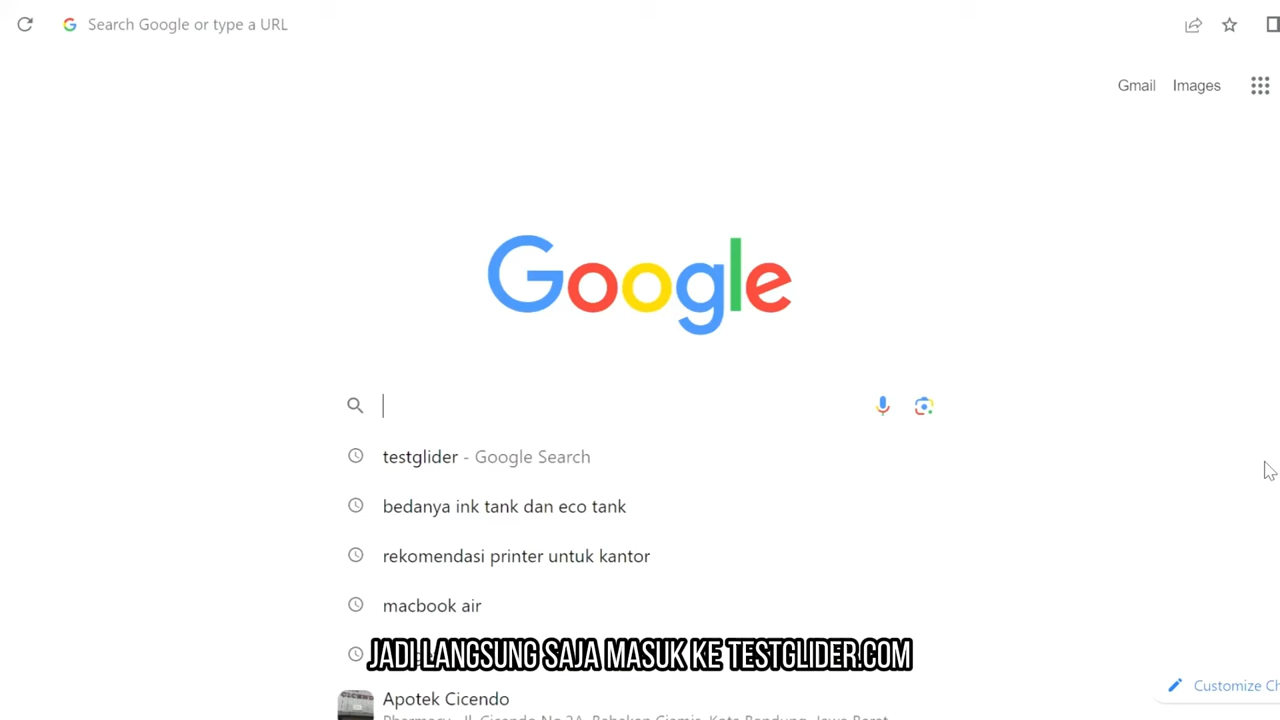 Search Google or type a URL
Gmail Images
Google
testglider - Google Search
bedanya ink tank dan eco tank
rekomendasi printer untuk kantor
macbook air
JADI LANGSUNG SAJA MASUK KE TESTGLIDER.COM
Customize Ch
Apotek Cicendo